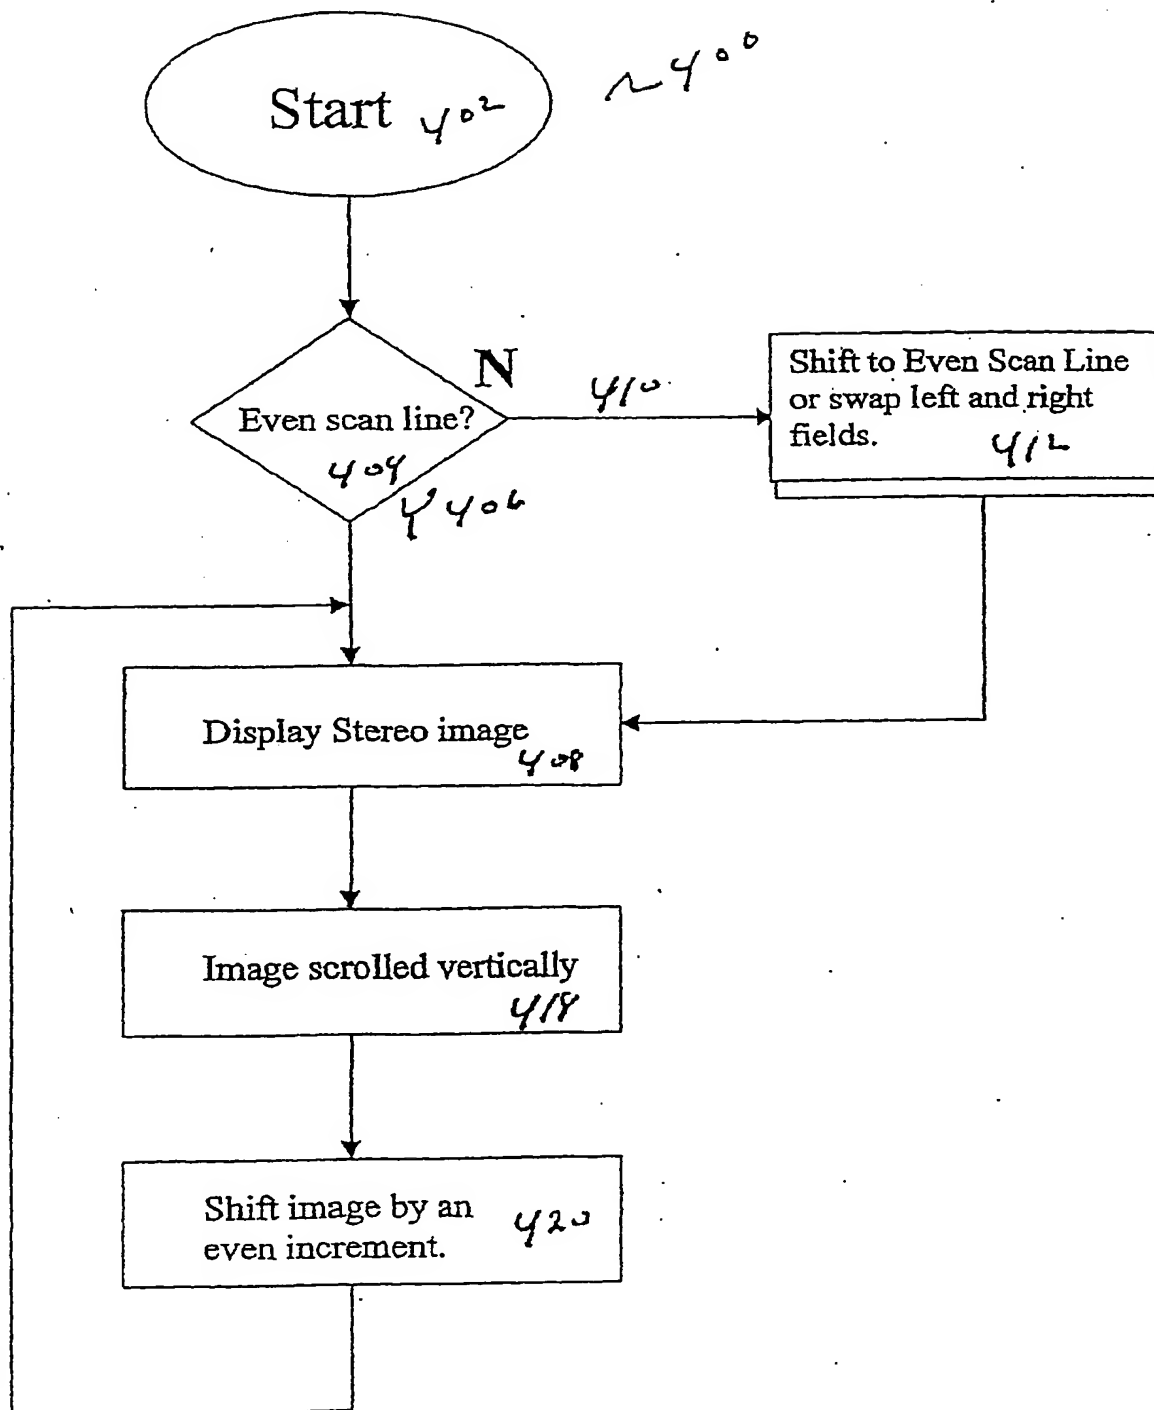 Start 402
~400
Even scan line?
404
N
410
Y 406
Shift to Even Scan Line
or swap left and right
fields.
412
Display Stereo image
408
Image scrolled vertically
418
Shift image by an
even increment.
420